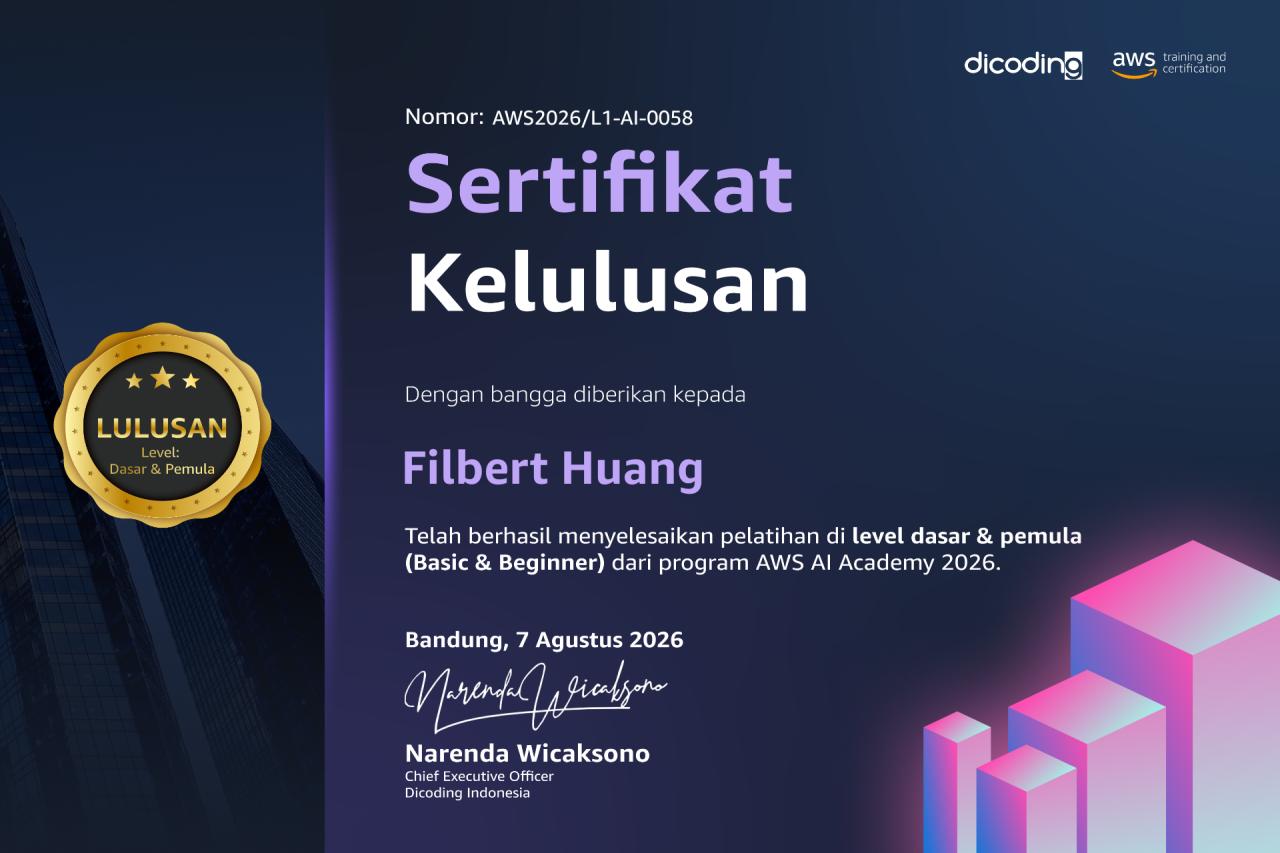 dicoding
aws training and certification
Nomor: AWS2026/L1-AI-0058
Sertifikat
Kelulusan
Dengan bangga diberikan kepada
Filbert Huang
Telah berhasil menyelesaikan pelatihan di level dasar & pemula
(Basic & Beginner) dari program AWS AI Academy 2026.
LULUSAN
Level:
Dasar & Pemula
Bandung, 7 Agustus 2026
Narenda Wicaksono
Narenda Wicaksono
Chief Executive Officer
Dicoding Indonesia